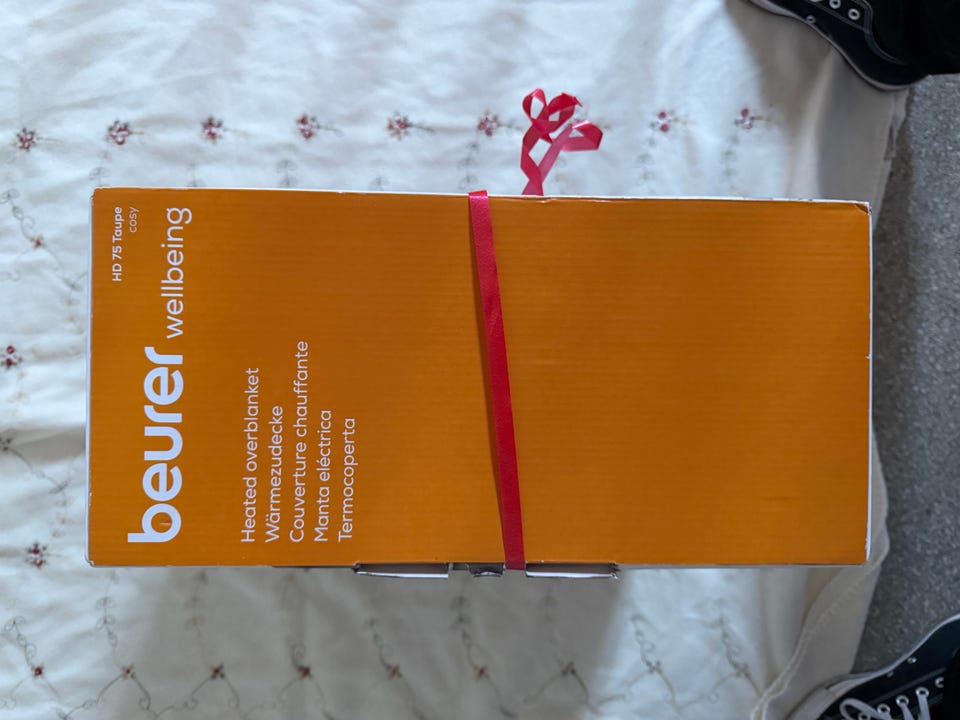 HD 75 Taupe
cosy
beurer wellbeing
Heated overblanket
Wärmezudecke
Couverture chauffante
Manta eléctrica
Termocoperta